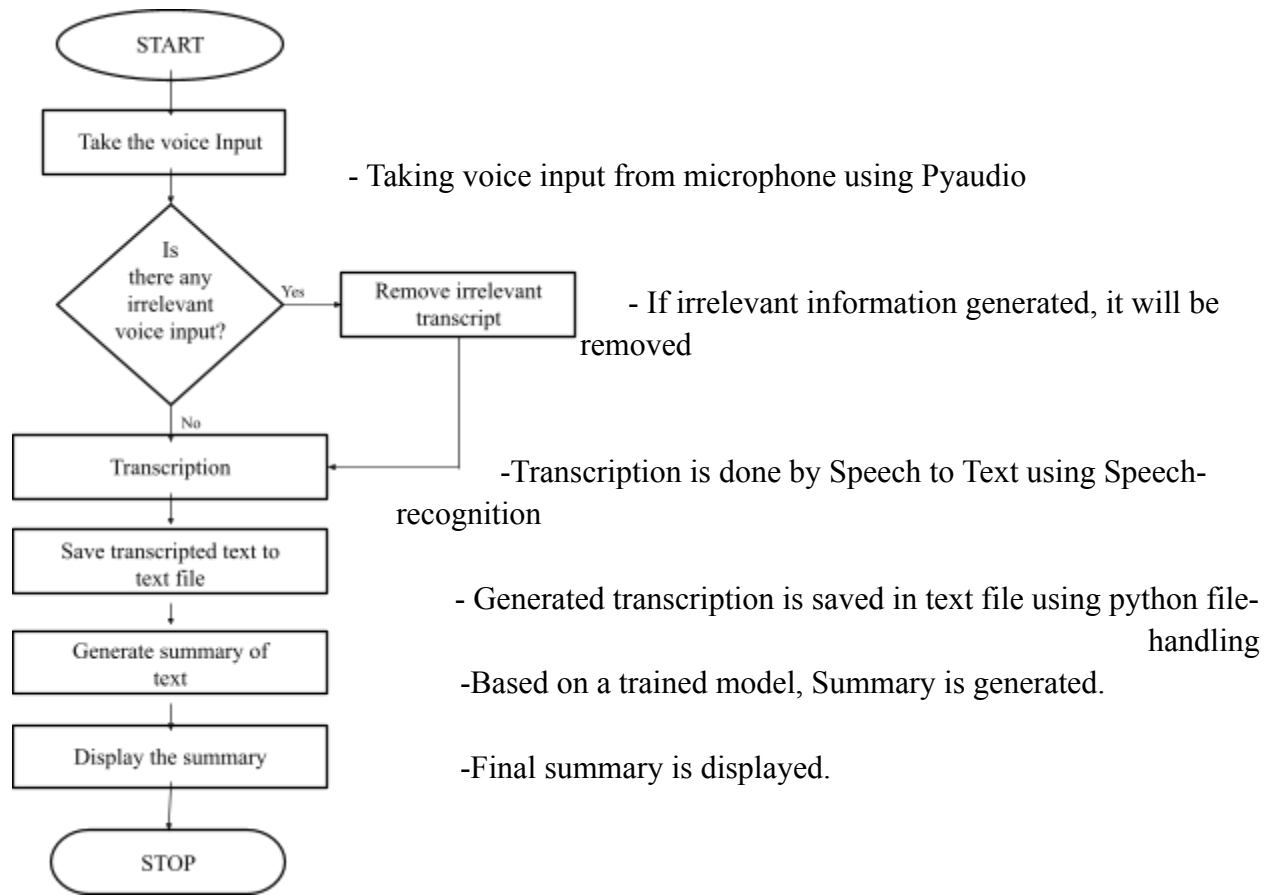 START
Take the voice Input
- Taking voice input from microphone using Pyaudio
Is
there any
irrelevant
voice input?
Yes
Remove irrelevant
transcript
- If irrelevant information generated, it will be
removed
No
Transcription
-Transcription is done by Speech to Text using Speech-
recognition
Save transcripted text to
text file
- Generated transcription is saved in text file using python file-
handling
Generate summary of
text
-Based on a trained model, Summary is generated.
Display the summary
-Final summary is displayed.
STOP